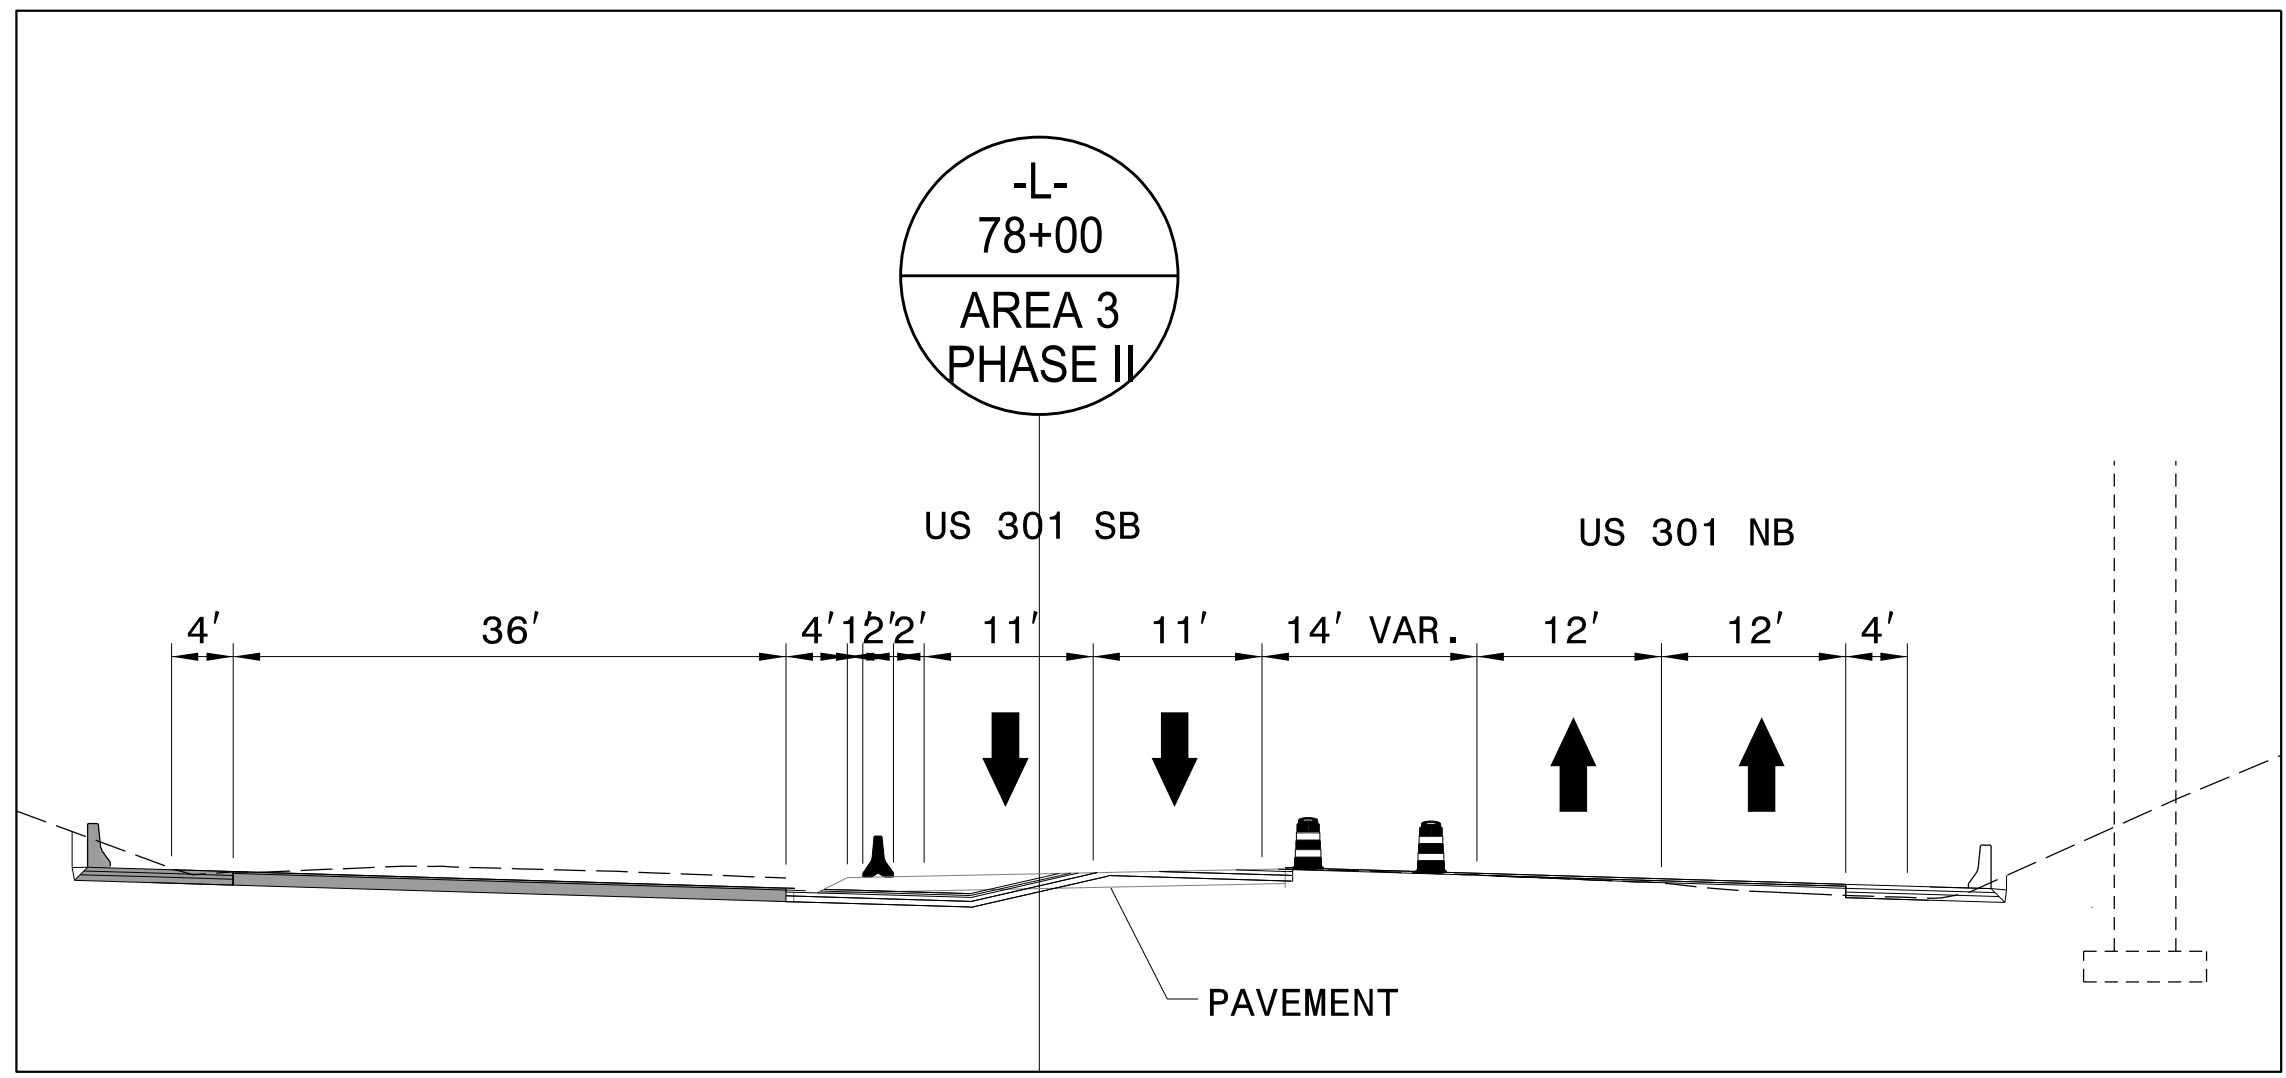 -L-
78+00
AREA 3
PHASE II
US 301 SB
US 301 NB
4' 36' 4' 1' 2' 2' 11' 11' 14' VAR. 12' 12' 4'
PAVEMENT